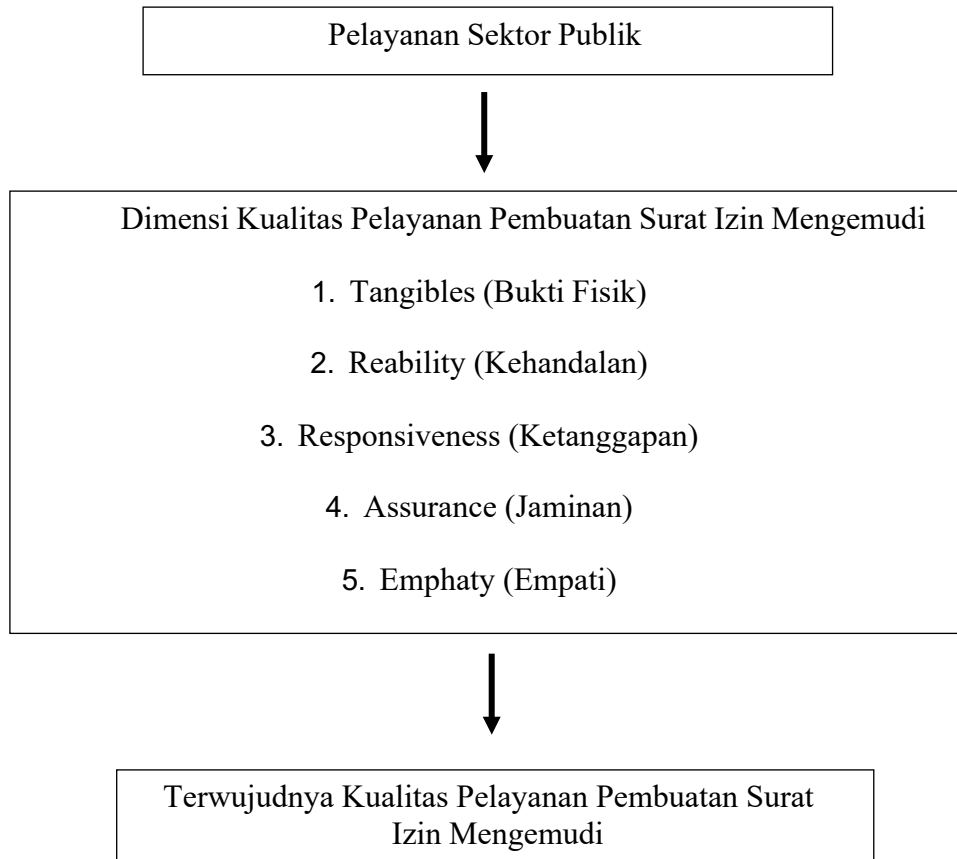 Pelayanan Sektor Publik
Dimensi Kualitas Pelayanan Pembuatan Surat Izin Mengemudi
1. Tangibles (Bukti Fisik)
2. Reability (Kehandalan)
3. Responsiveness (Ketanggapan)
4. Assurance (Jaminan)
5. Emphaty (Empati)
Terwujudnya Kualitas Pelayanan Pembuatan Surat
Izin Mengemudi